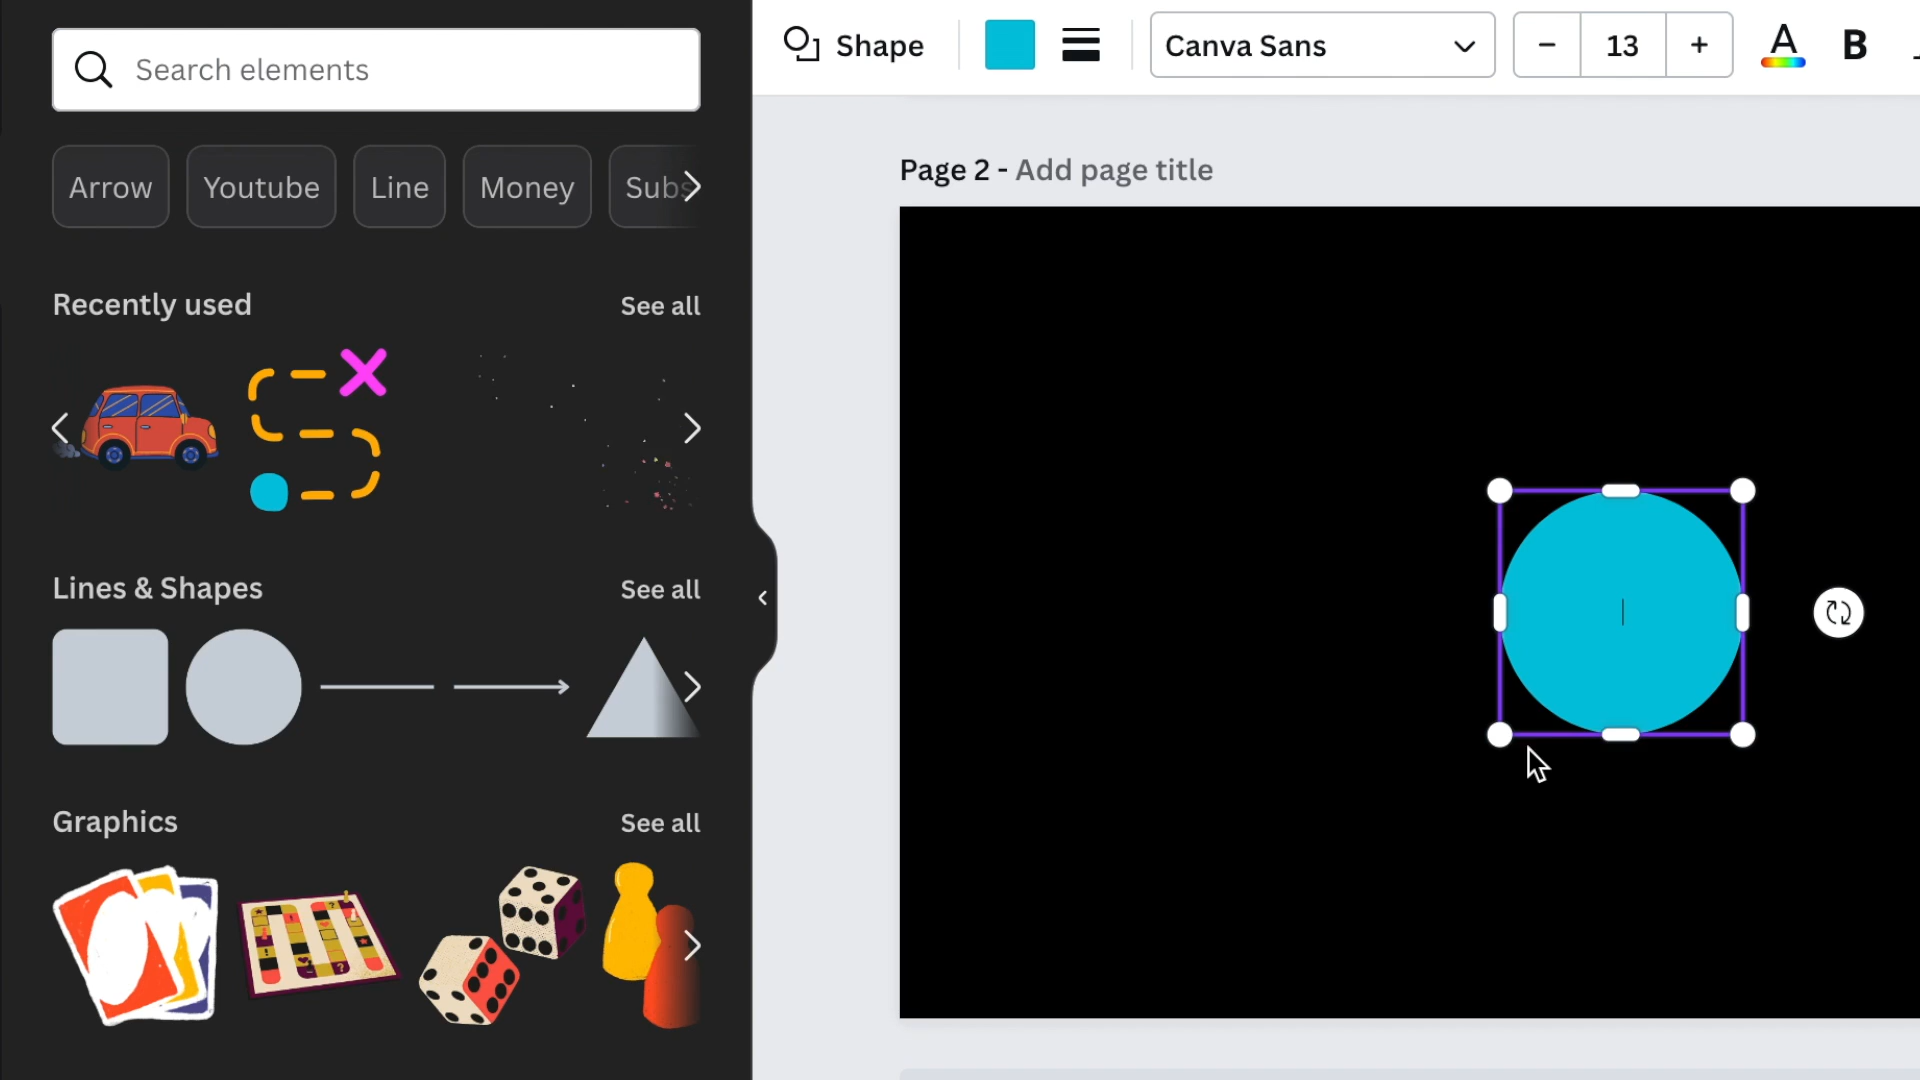 Search elements
Shape
Canva Sans
13
A
B
Arrow
Youtube
Line
Money
Subs
Page 2 - Add page title
Recently used
See all
Lines & Shapes
See all
Graphics
See all